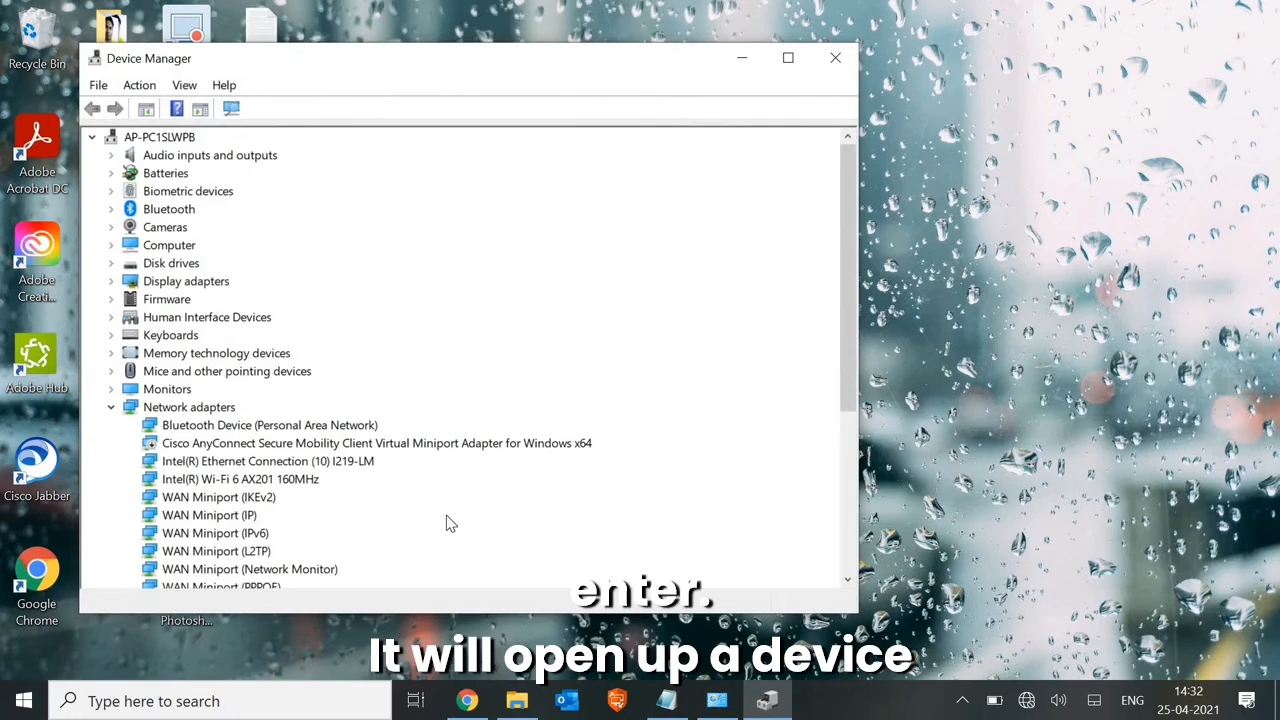 Recycle Bin
Adobe
Acrobat DC
Adobe
Creati...
Adobe Hub
Cisco Jabber
Google
Chrome
Photosh...
Device Manager
File Action View Help
AP-PC1SLWPB
Audio inputs and outputs
Batteries
Biometric devices
Bluetooth
Cameras
Computer
Disk drives
Display adapters
Firmware
Human Interface Devices
Keyboards
Memory technology devices
Mice and other pointing devices
Monitors
Network adapters
Bluetooth Device (Personal Area Network)
Cisco AnyConnect Secure Mobility Client Virtual Miniport Adapter for Windows x64
Intel(R) Ethernet Connection (10) I219-LM
Intel(R) Wi-Fi 6 AX201 160MHz
WAN Miniport (IKEv2)
WAN Miniport (IP)
WAN Miniport (IPv6)
WAN Miniport (L2TP)
WAN Miniport (Network Monitor)
WAN Miniport (PPPOE)
enter.
It will open up a device
Type here to search
ENG
14:32
25-04-2021